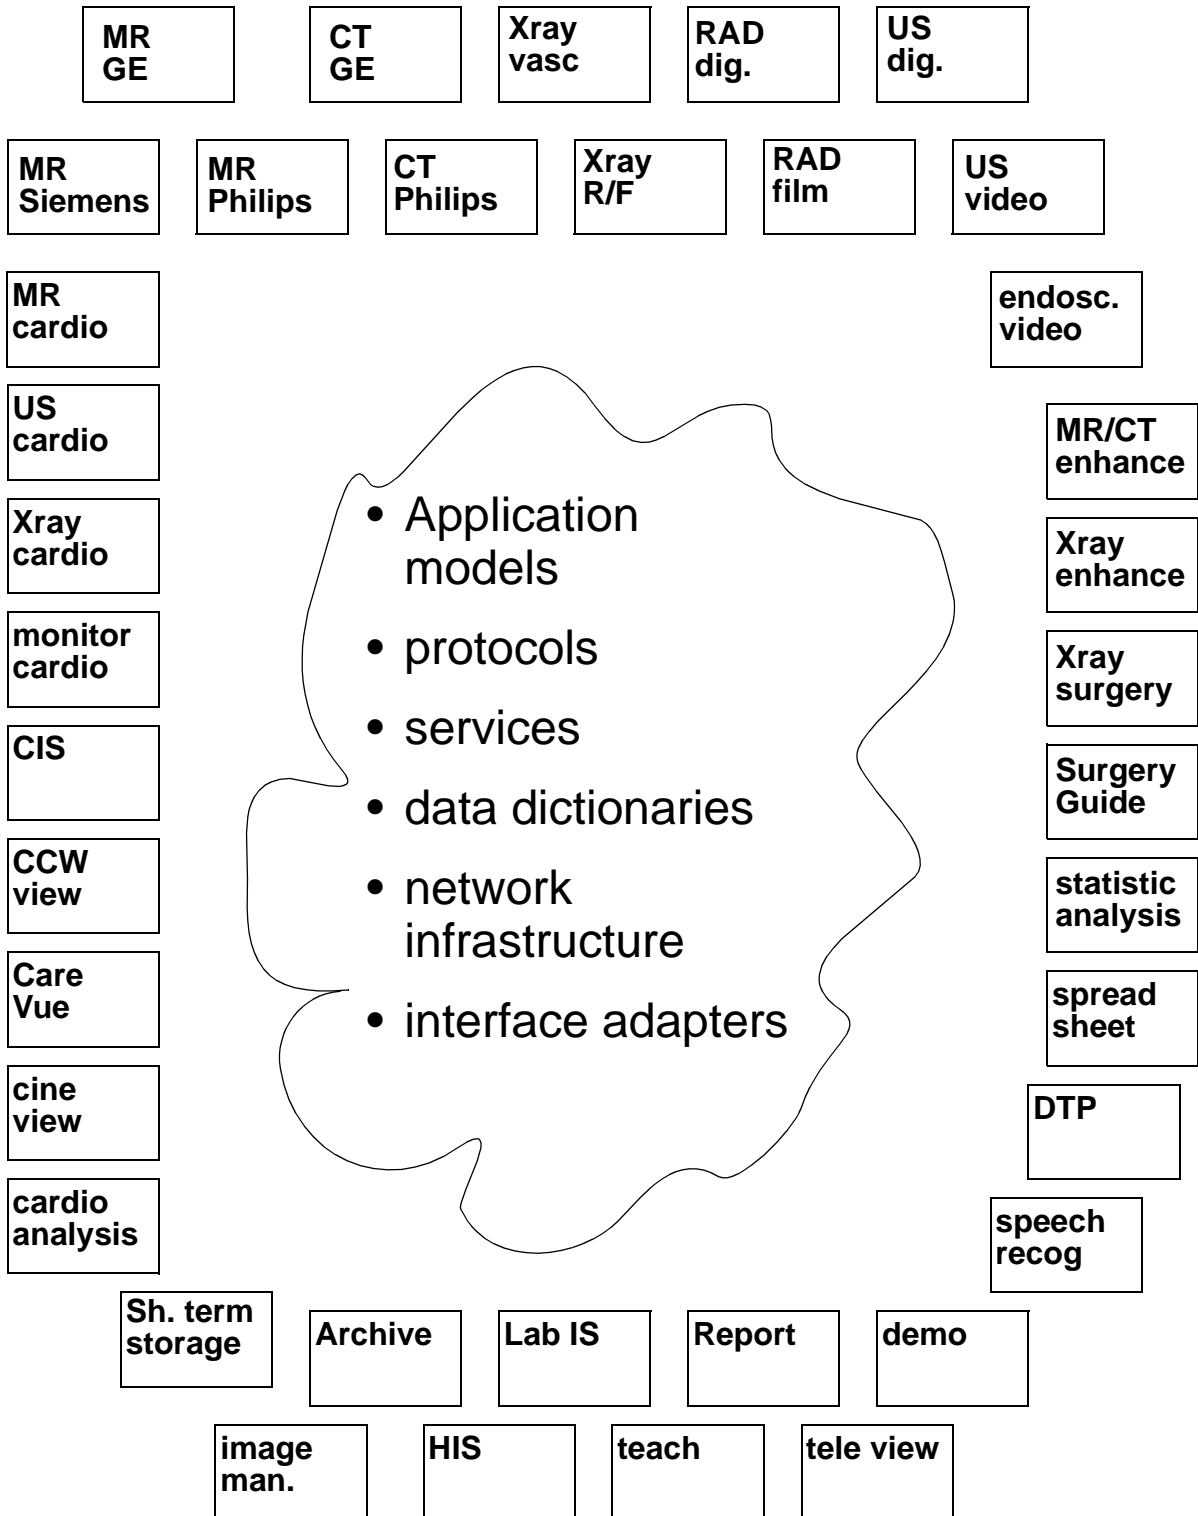 MR
GE
CT
GE
Xray
vasc
RAD
dig.
US
dig.
MR
Siemens
MR
Philips
CT
Philips
Xray
R/F
RAD
film
US
video
MR
cardio
US
cardio
Xray
cardio
monitor
cardio
CIS
CCW
view
Care
Vue
cine
view
cardio
analysis
• Application
models
• protocols
• services
• data dictionaries
• network
infrastructure
• interface adapters
endosc.
video
MR/CT
enhance
Xray
enhance
Xray
surgery
Surgery
Guide
statistic
analysis
spread
sheet
DTP
speech
recog
Sh. term
storage
Archive
Lab IS
Report
demo
image
man.
HIS
teach
tele view